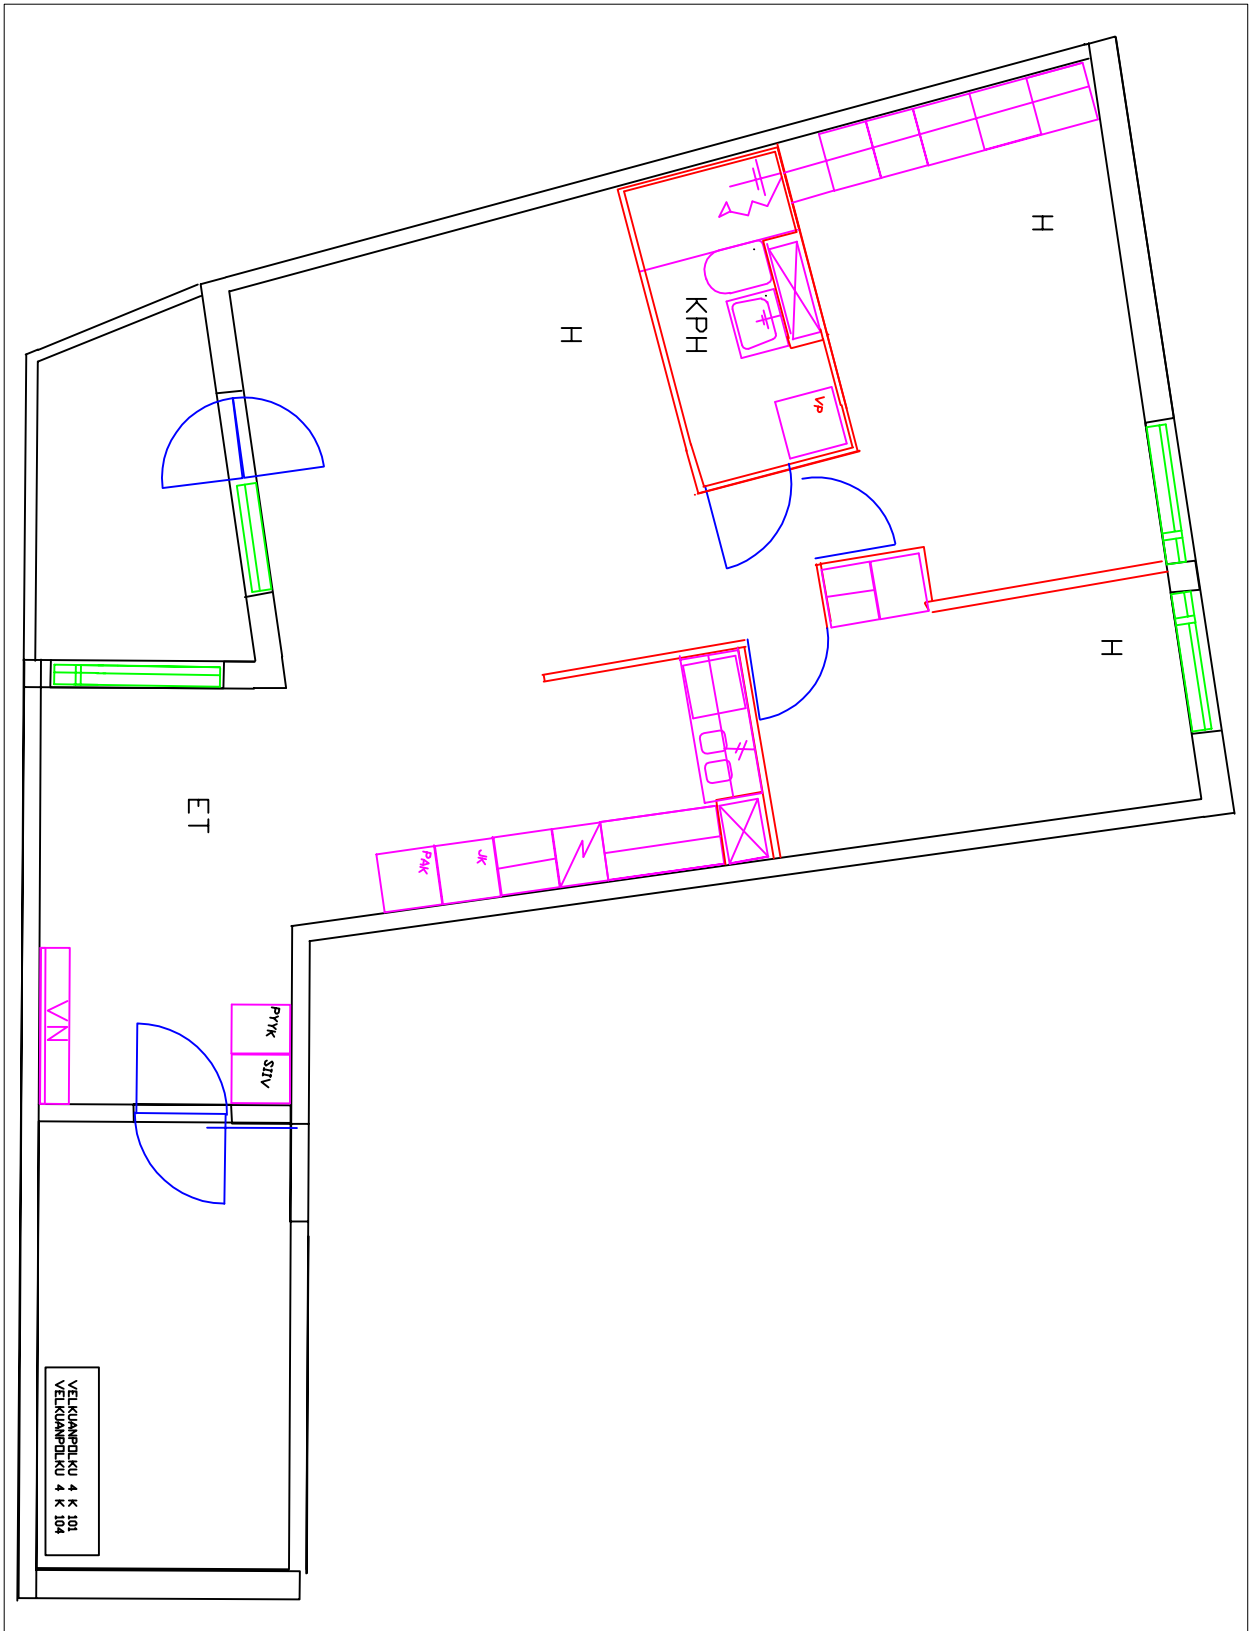 H
H
KPH
VP
H
ET
PAK
JK
VN
PYYK
SIIV
VELKUANPOLKU 4 K 101
VELKUANPOLKU 4 K 104